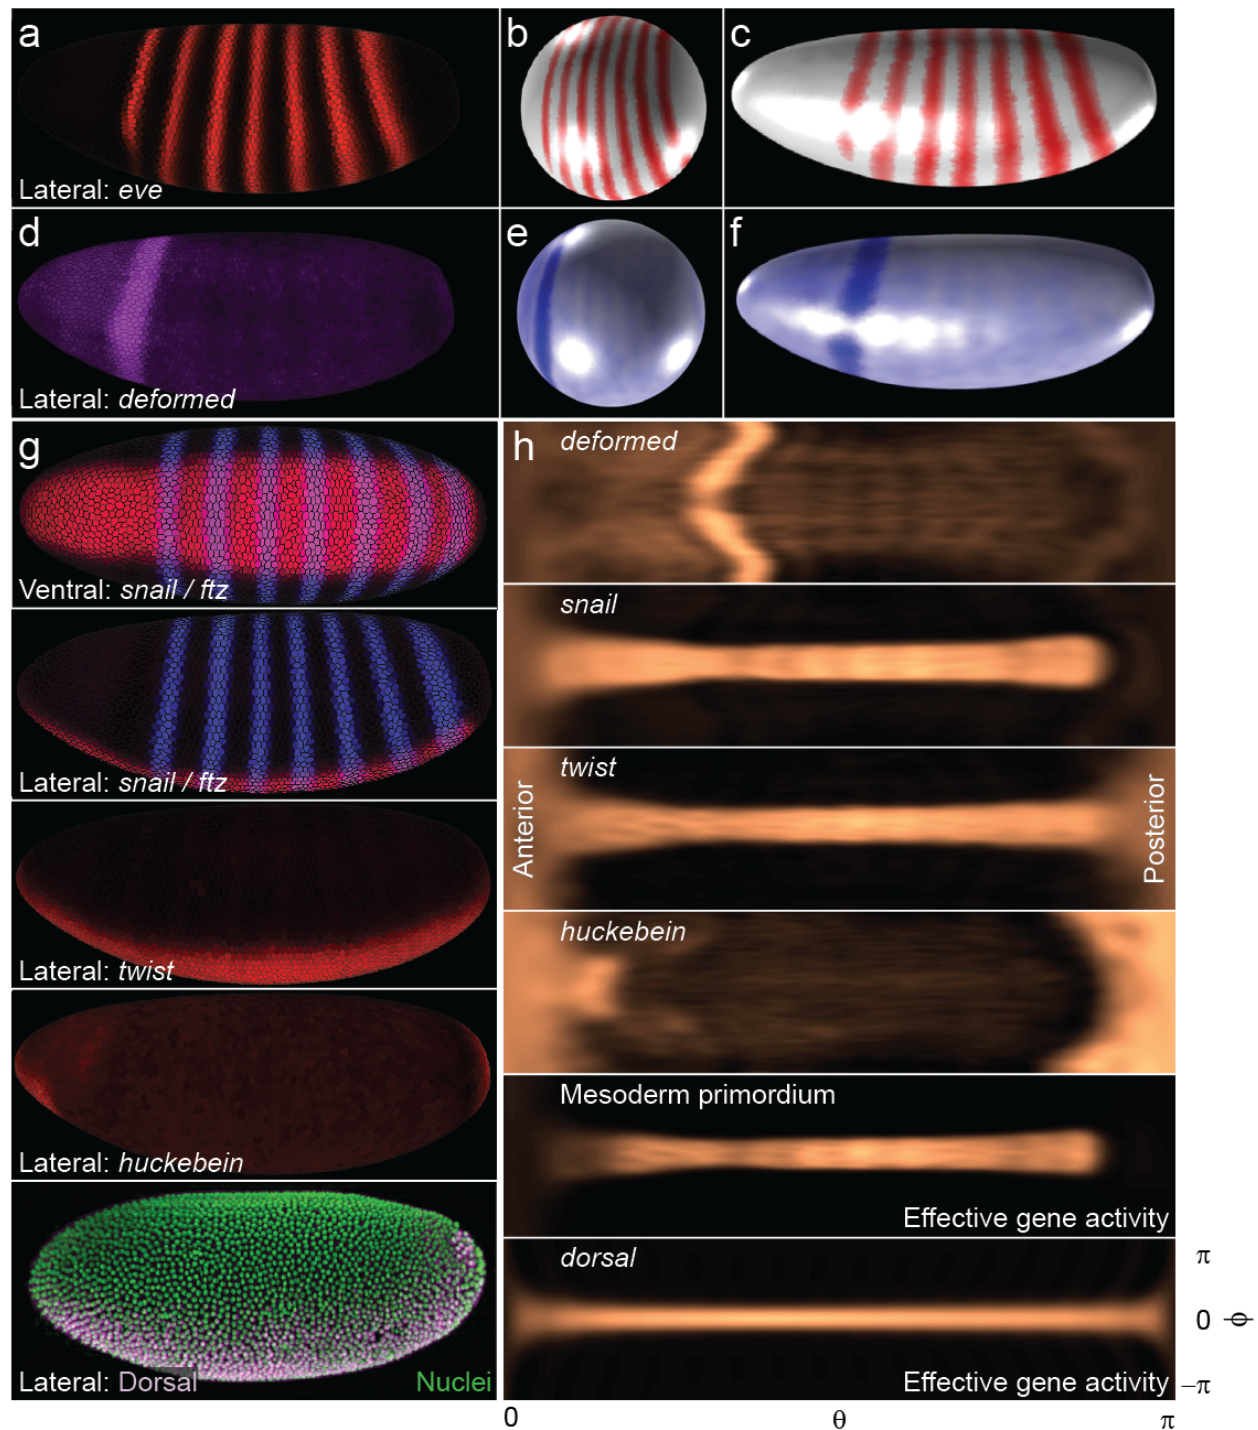 a
b
c
Lateral: eve
d
e
f
Lateral: deformed
g
Ventral: snail / ftz
Lateral: snail / ftz
Lateral: twist
Lateral: huckebein
Lateral: Dorsal
Nuclei
h
deformed
snail
twist
Anterior
Posterior
huckebein
Mesoderm primordium
Effective gene activity
dorsal
Effective gene activity
π
0
ϕ
−π
0
θ
π